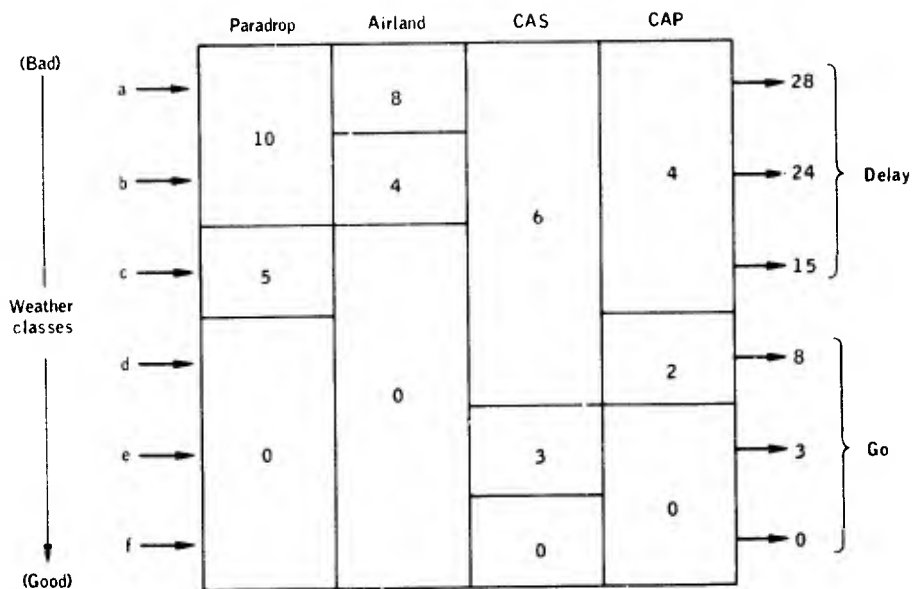 Paradrop Airland CAS CAP
(Bad)
a 8 28
10
b 4 4 24 Delay
6
c 5 15
Weather
classes
d 2 8
0
e 0 3 3 Go
0
f 0 0
(Good)